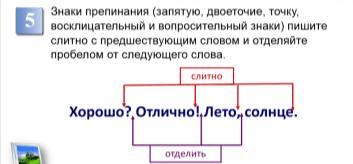 5
Знаки препинания (запятую, двоеточие, точку,
восклицательный и вопросительный знаки) пишите
слитно с предшествующим словом и отделяйте
пробелом от следующего слова.
слитно
Хорошо? Отлично! Лето, солнце.
отделить